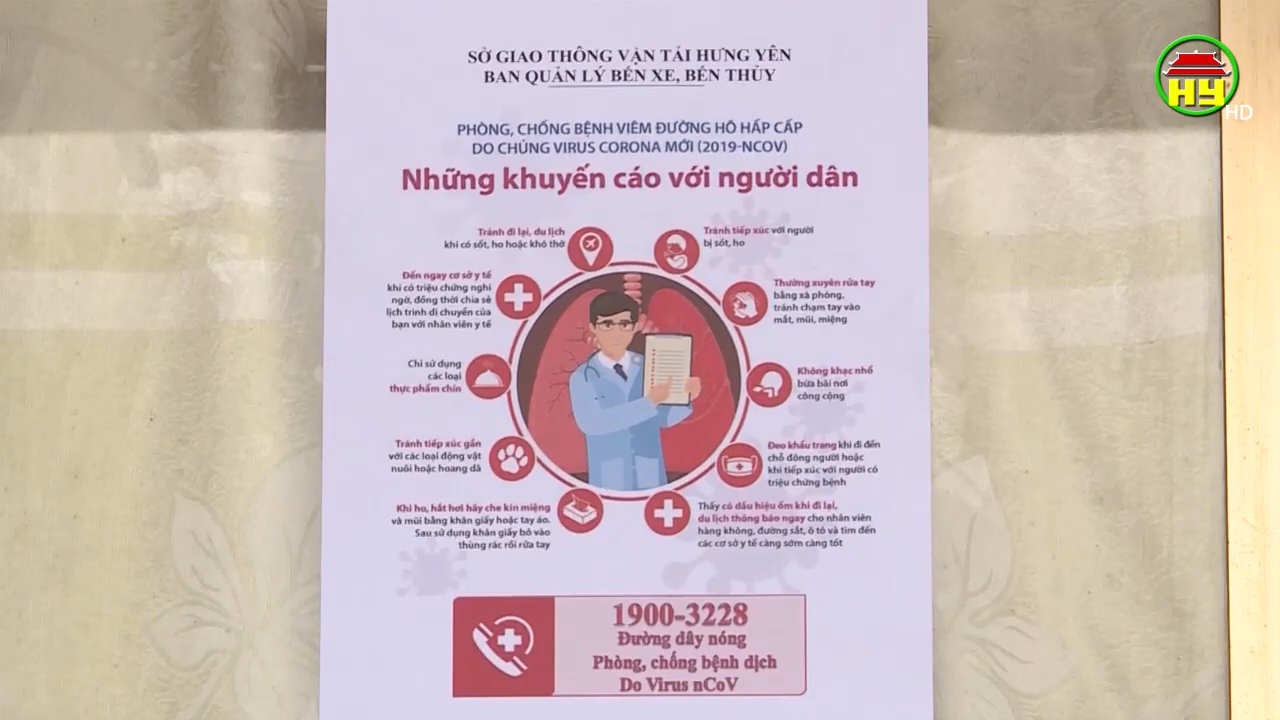 SỞ GIAO THÔNG VẬN TẢI HƯNG YÊN
BAN QUẢN LÝ BẾN XE, BẾN THỦY
PHÒNG, CHỐNG BỆNH VIÊM ĐƯỜNG HÔ HẤP CẤP
DO CHỦNG VIRUS CORONA MỚI (2019-NCOV)
Những khuyến cáo với người dân
Tránh đi lại, du lịch
khi có sốt, ho hoặc khó thở
Tránh tiếp xúc với người
bị sốt, ho
Đến ngay cơ sở y tế
khi có triệu chứng nghi
ngờ, đồng thời chia sẻ
lịch trình di chuyển của
bạn với nhân viên y tế
Thường xuyên rửa tay
bằng xà phòng,
tránh chạm tay vào
mắt, mũi, miệng
Chỉ sử dụng
các loại
thực phẩm chín
Không khạc nhổ
bừa bãi nơi
công cộng
Tránh tiếp xúc gần
với các loại động vật
nuôi hoặc hoang dã
Đeo khẩu trang khi đi đến
chỗ đông người hoặc
khi tiếp xúc với người có
triệu chứng bệnh
Khi ho, hắt hơi hãy che kín miệng
và mũi bằng khăn giấy hoặc tay áo.
Sau sử dụng khăn giấy bỏ vào
thùng rác rồi rửa tay
Thấy có dấu hiệu ốm khi đi lại,
du lịch thông báo ngay cho nhân viên
hàng không, đường sắt, ô tô và tìm đến
các cơ sở y tế càng sớm càng tốt
1900-3228
Đường dây nóng
Phòng, chống bệnh dịch
Do Virus nCoV
HY
HD